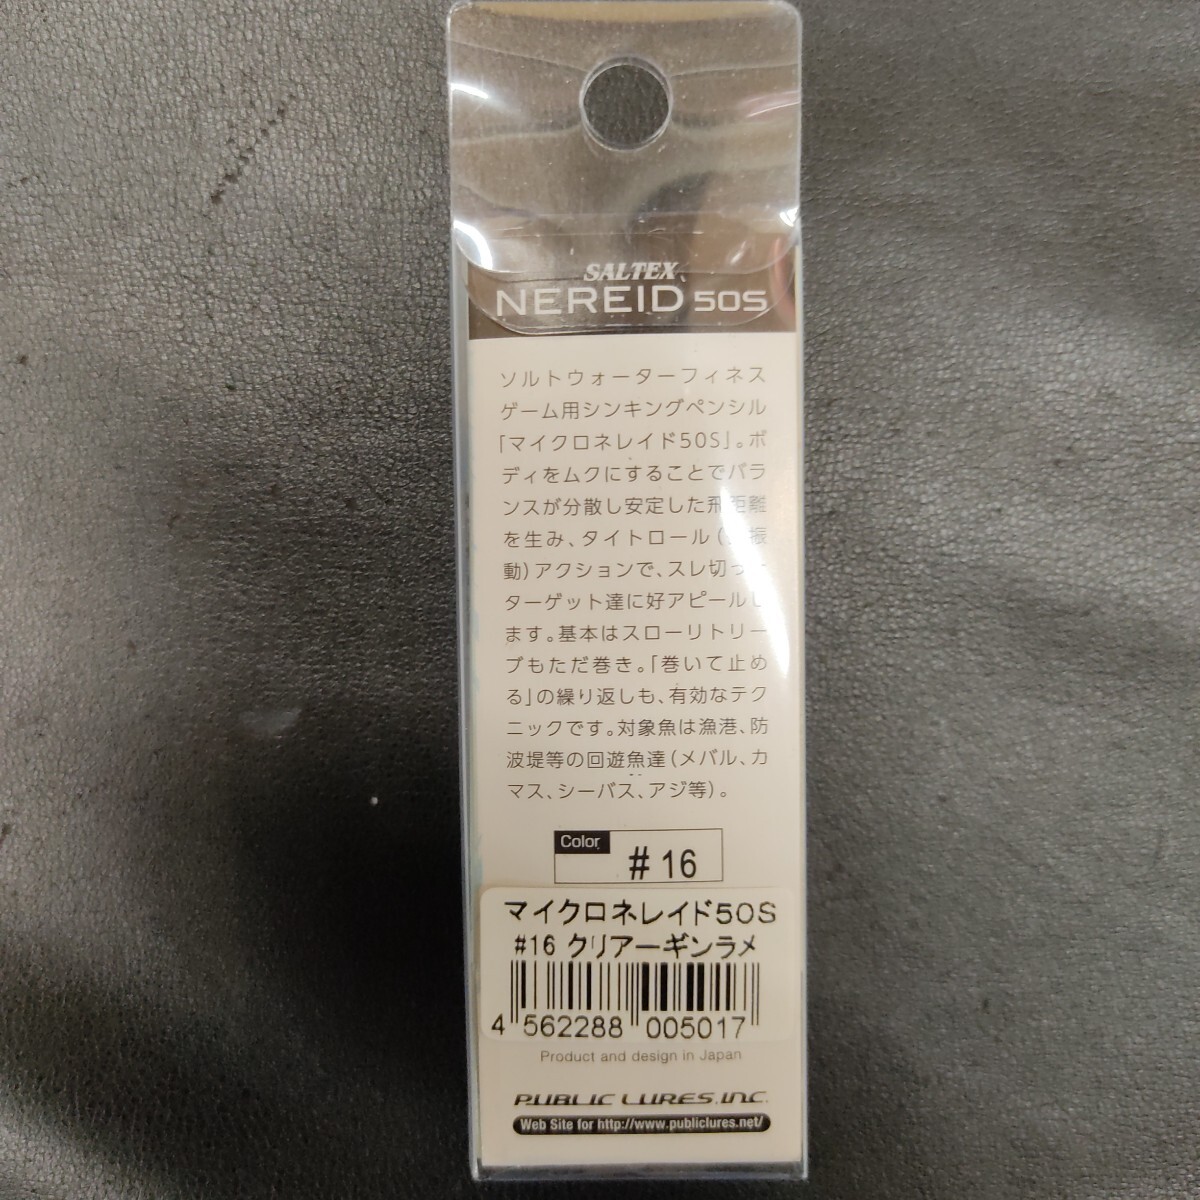 SALTEX
NEREID 50S
ソルトウォーターフィネス
ゲーム用シンキングペンシル
「マイクロネレイド50S」。ボ
ディをムクにすることでバラ
ンスが分散し安定した飛距離
を生み、タイトロール(振
動)アクションで、スレ切っ
ターゲット達に好アピールし
ます。基本はスローリトリー
ブもただ巻き。「巻いて止め
る」の繰り返しも、有効なテク
ニックです。対象魚は漁港、防
波堤等の回遊魚達(メバル、カ
マス、シーバス、アジ等)。
Color
#16
マイクロネレイド50S
#16 クリアーギンラメ
4 562288 005017
Product and design in Japan
PUBLIC LURES, INC.
Web Site for http://www.publiclures.net/